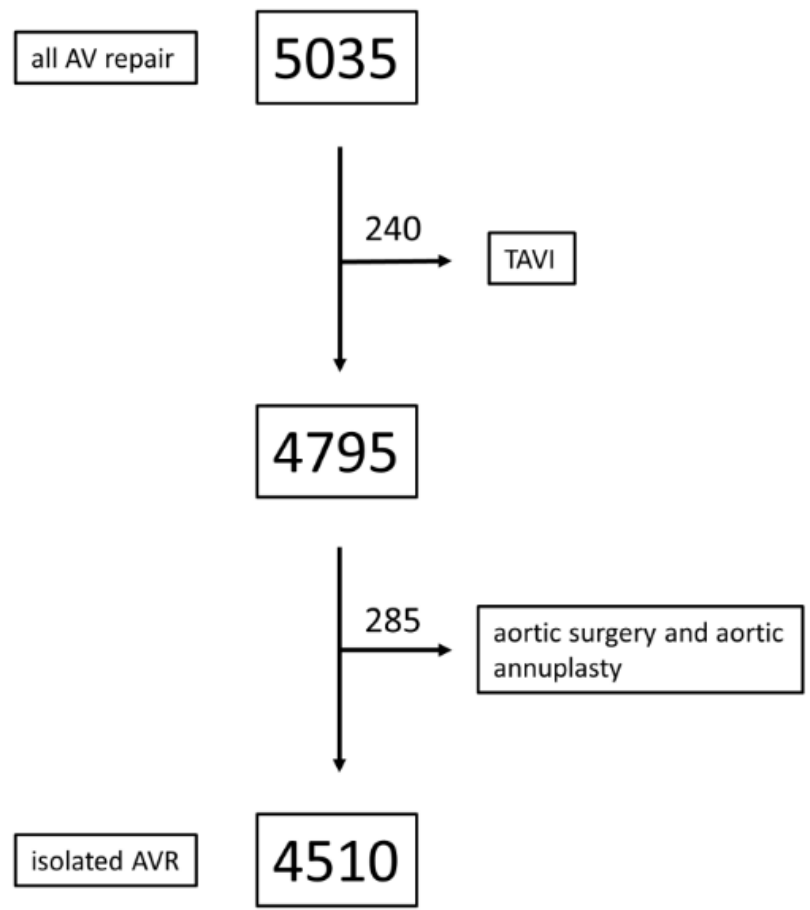 all AV repair
5035
240
TAVI
4795
285
aortic surgery and aortic
annuplasty
isolated AVR
4510